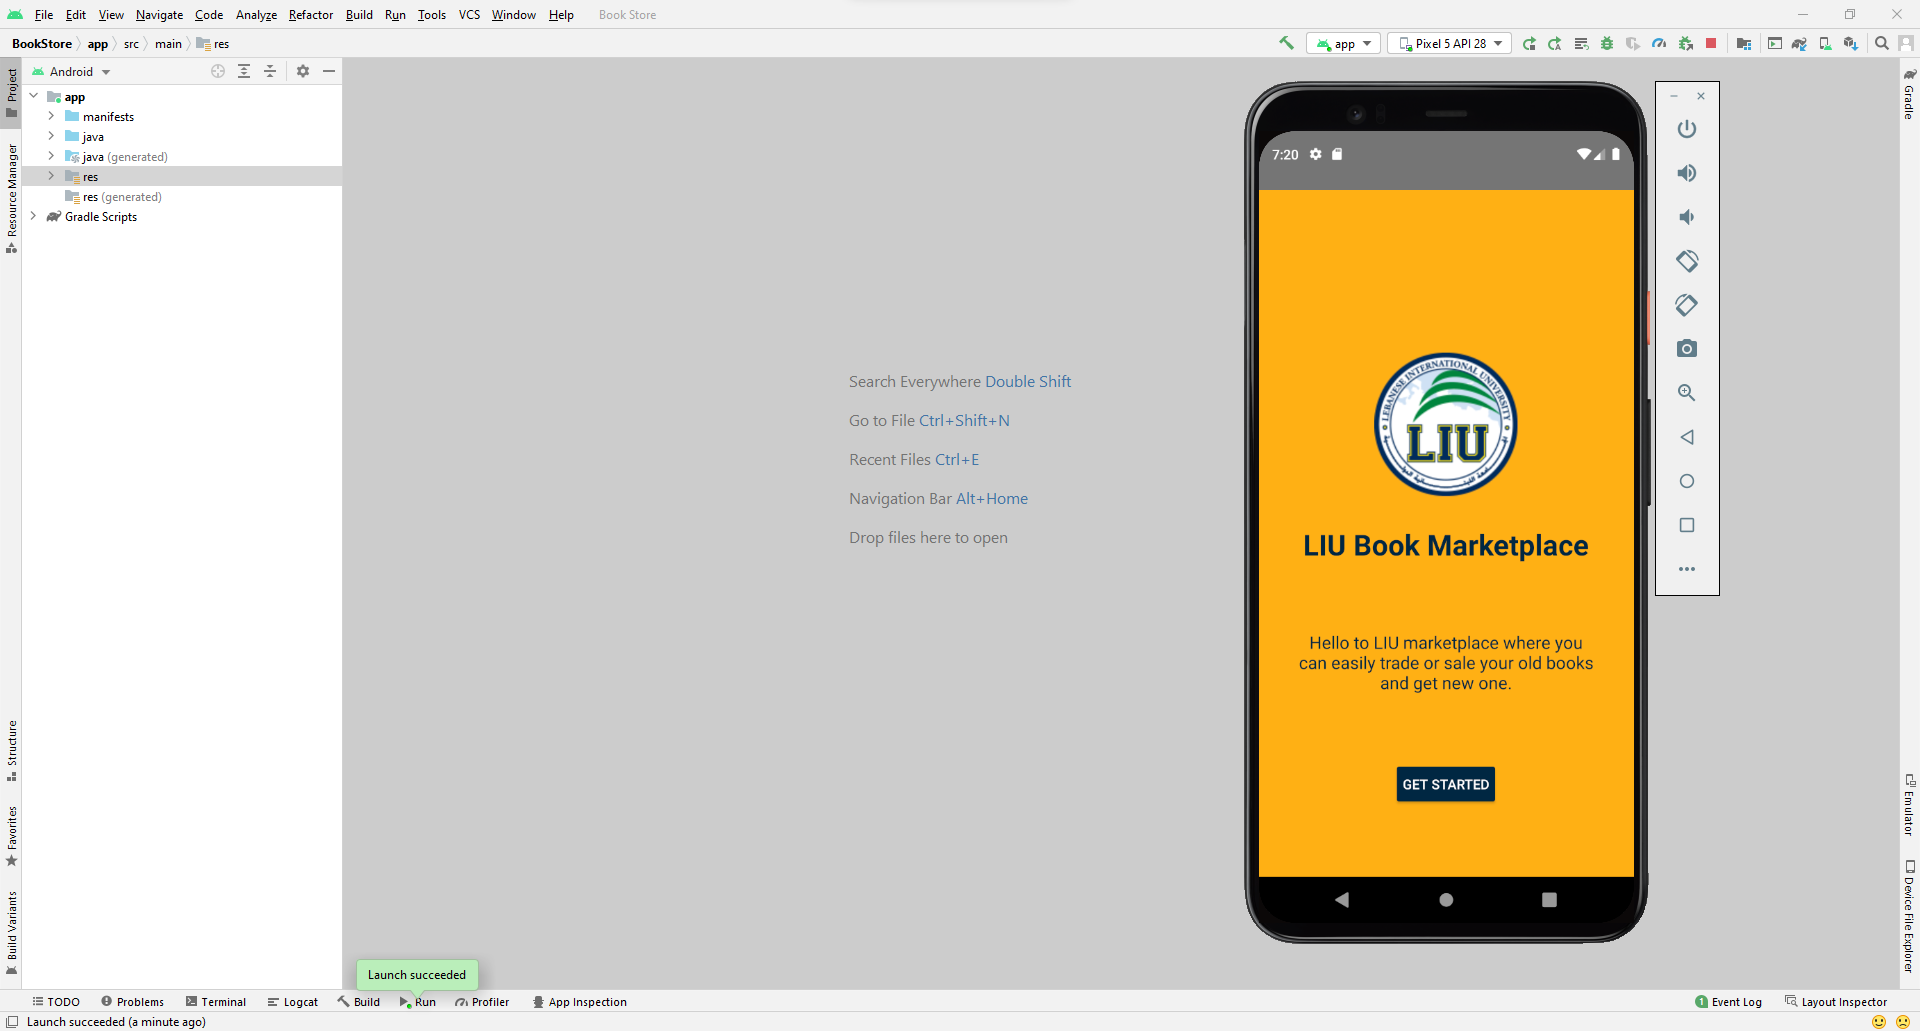 File Edit View Navigate Code Analyze Refactor Build Run Tools VCS Window Help Book Store
BookStore app src main res
app Pixel 5 API 28
Project
Resource Manager
Structure
Favorites
Build Variants
Android
app
manifests
java
java (generated)
res
res (generated)
Gradle Scripts
Search Everywhere Double Shift
Go to File Ctrl+Shift+N
Recent Files Ctrl+E
Navigation Bar Alt+Home
Drop files here to open
7:20
LEBANESE INTERNATIONAL UNIVERSITY
LIU
LIU Book Marketplace
Hello to LIU marketplace where you
can easily trade or sale your old books
and get new one.
GET STARTED
Gradle
Emulator
Device File Explorer
Launch succeeded
TODO Problems Terminal Logcat Build Run Profiler App Inspection 1 Event Log Layout Inspector
Launch succeeded (a minute ago)